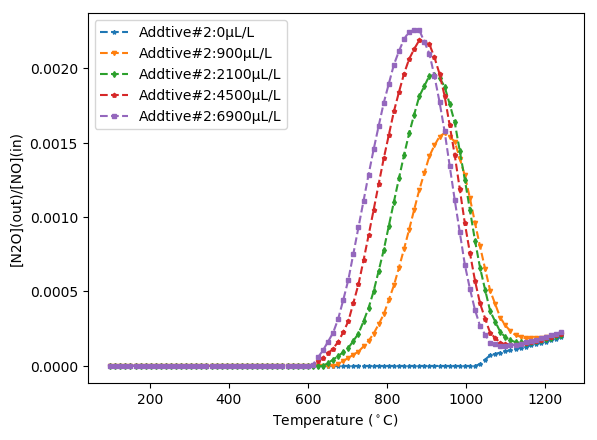 Addtive#2:0μL/L
Addtive#2:900μL/L
Addtive#2:2100μL/L
Addtive#2:4500μL/L
Addtive#2:6900μL/L
0.0020
0.0015
0.0010
0.0005
0.0000
[N2O](out)/[NO](in)
200 400 600 800 1000 1200
Temperature (°C)